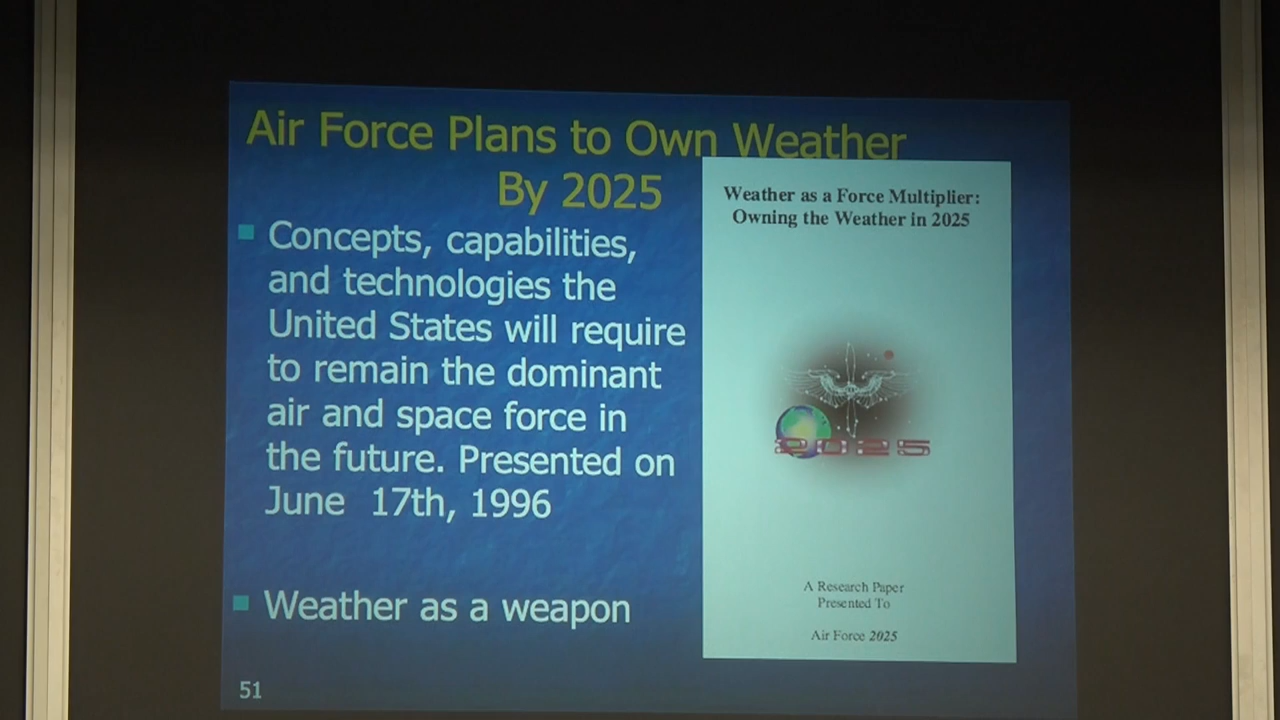 Air Force Plans to Own Weather
By 2025
Concepts, capabilities,
and technologies the
United States will require
to remain the dominant
air and space force in
the future. Presented on
June 17th, 1996
Weather as a weapon
51
Weather as a Force Multiplier:
Owning the Weather in 2025
2025
A Research Paper
Presented To
Air Force 2025